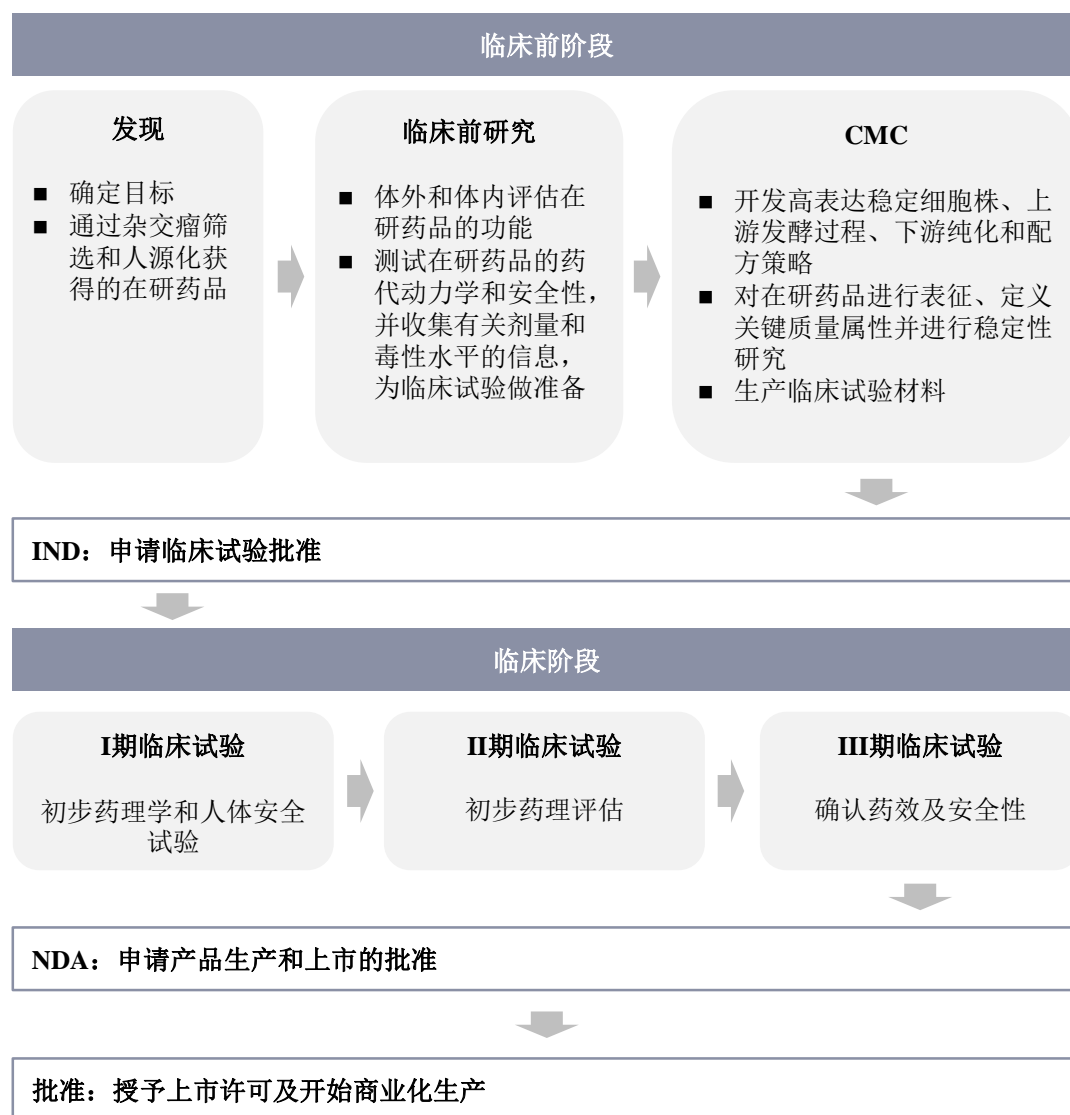 临床前阶段
发现
■ 确定目标
■ 通过杂交瘤筛
选和人源化获
得的在研药品
临床前研究
■ 体外和体内评估在
研药品的功能
■ 测试在研药品的药
代动力学和安全性，
并收集有关剂量和
毒性水平的信息，
为临床试验做准备
CMC
■ 开发高表达稳定细胞株、上
游发酵过程、下游纯化和配
方策略
■ 对在研药品进行表征、定义
关键质量属性并进行稳定性
研究
■ 生产临床试验材料
IND：申请临床试验批准
临床阶段
I期临床试验
初步药理学和人体安全
试验
II期临床试验
初步药理评估
III期临床试验
确认药效及安全性
NDA：申请产品生产和上市的批准
批准：授予上市许可及开始商业化生产